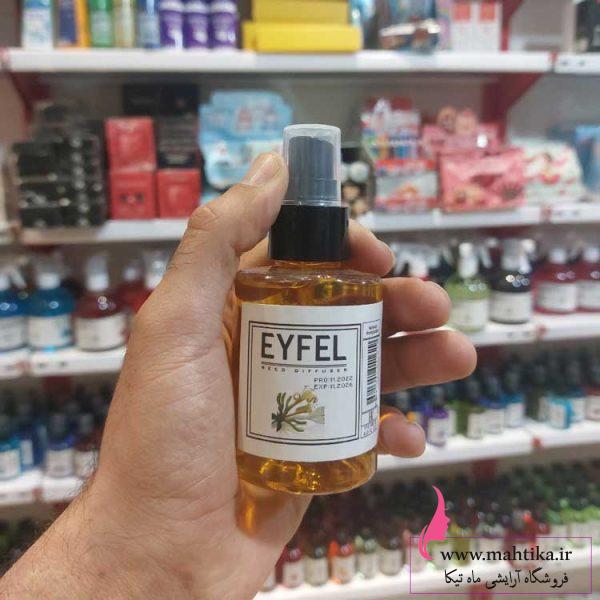 EYFEL
REED DIFFUSER
PRO:11.2022
EXP:11.2026
www.mahtika.ir
فروشگاه آرایشی ماه تیکا